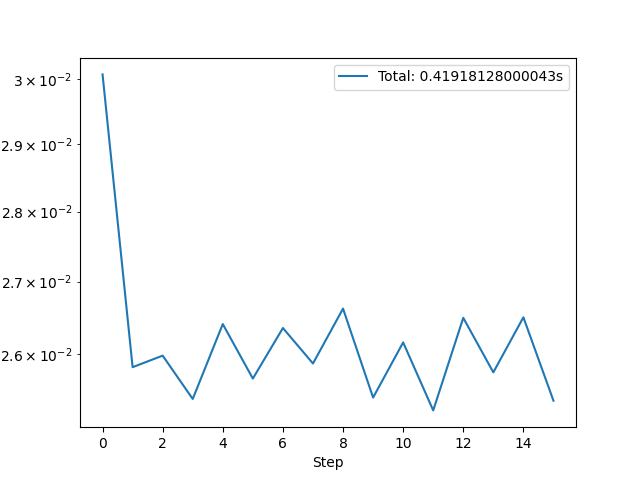 Total: 0.41918128000043s
3 × 10⁻²
2.9 × 10⁻²
2.8 × 10⁻²
2.7 × 10⁻²
2.6 × 10⁻²
0 2 4 6 8 10 12 14
Step